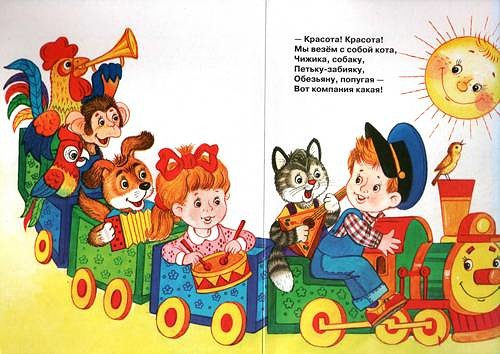 — Красота! Красота!
Мы везём с собой кота,
Чижика, собаку,
Петьку-забияку,
Обезьяну, попугая —
Вот компания какая!